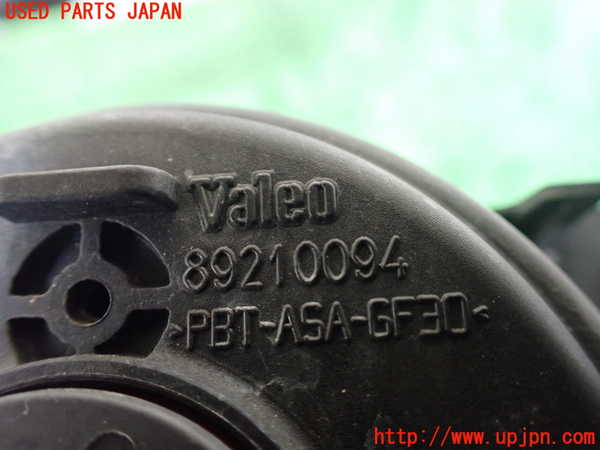 USED PARTS JAPAN
Valeo
89210094
>PBT-ASA-GF30<
http://www.upjpn.com/